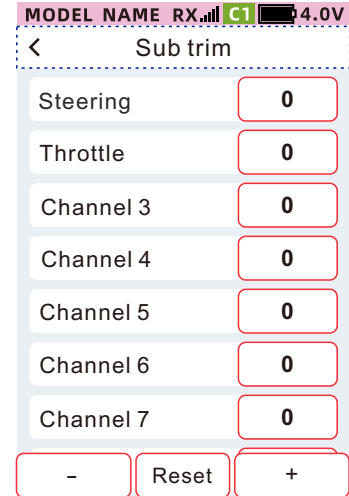 MODEL NAME RX C1 4.0V
< Sub trim
Steering 0
Throttle 0
Channel 3 0
Channel 4 0
Channel 5 0
Channel 6 0
Channel 7 0
- Reset +